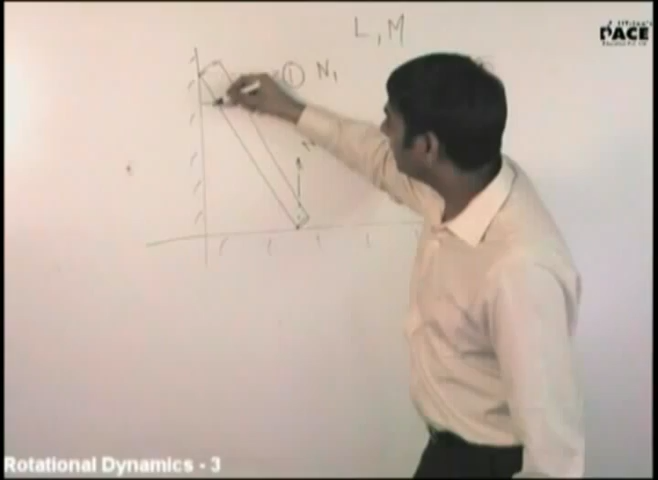 L, M
PACE
① N₁
N
Rotational Dynamics - 3